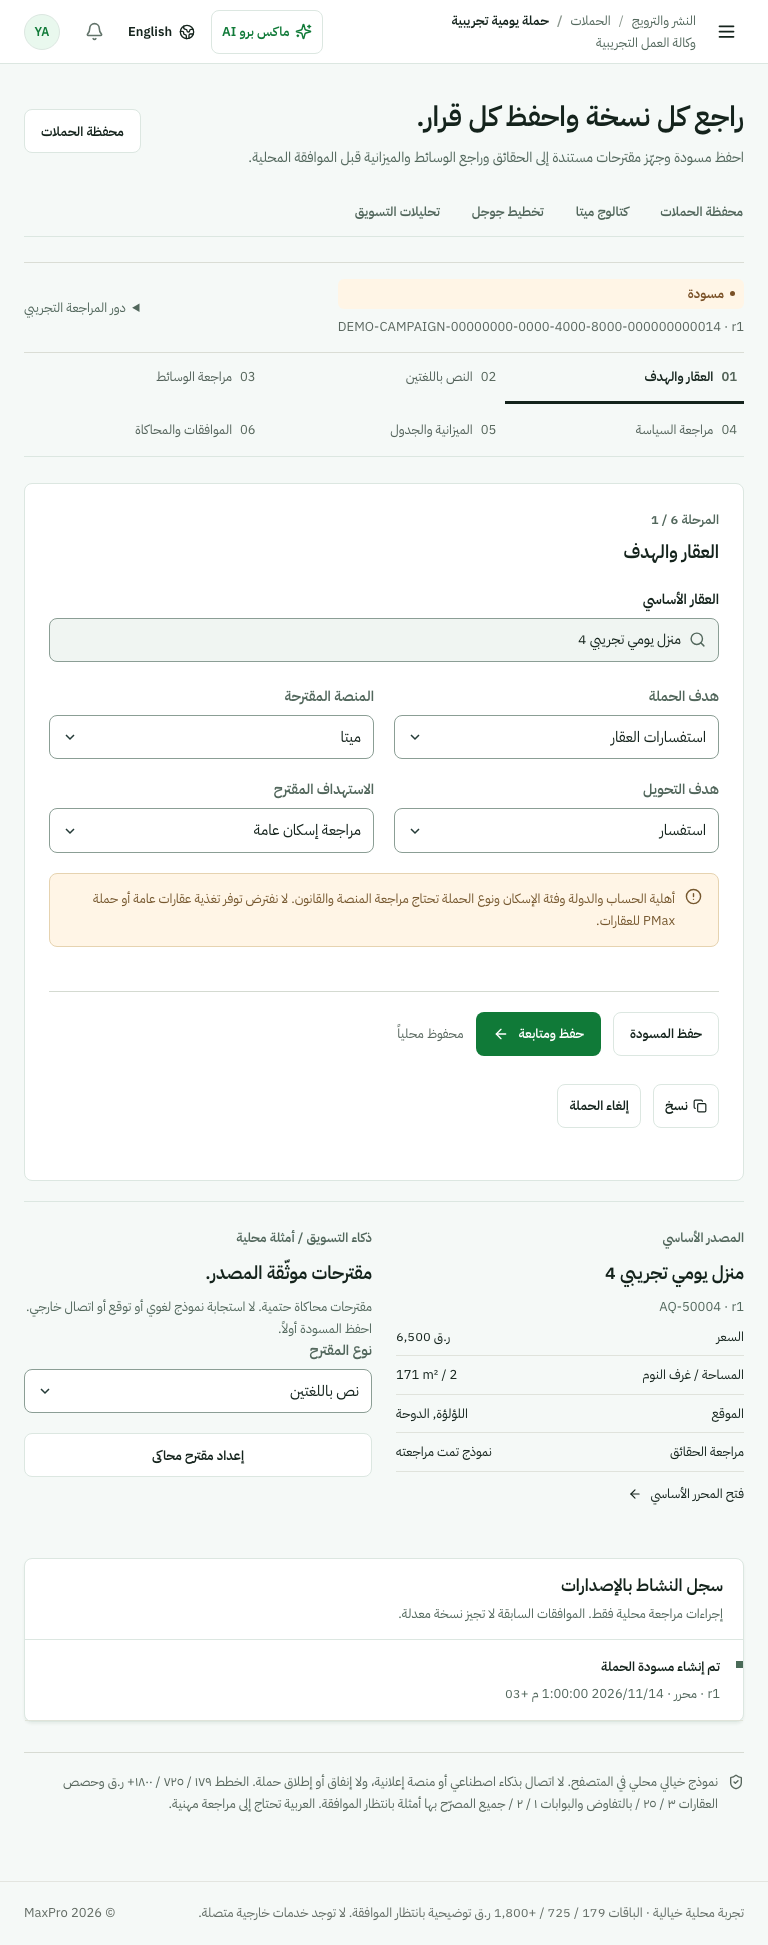 النشر والترويج / الحملات / حملة يومية تجريبية
وكالة العمل التجريبية
ماكس برو AI
English
YA
راجع كل نسخة واحفظ كل قرار.
احفظ مسودة وجهّز مقترحات مستندة إلى الحقائق وراجع الوسائط والميزانية قبل الموافقة المحلية.
محفظة الحملات
محفظة الحملات
كتالوج ميتا
تخطيط جوجل
تحليلات التسويق
مسودة
DEMO-CAMPAIGN-00000000-0000-4000-8000-000000000014 · r1
دور المراجعة التجريبي
01 العقار والهدف
02 النص باللغتين
03 مراجعة الوسائط
04 مراجعة السياسة
05 الميزانية والجدول
06 الموافقات والمحاكاة
المرحلة 6 / 1
العقار والهدف
العقار الأساسي
منزل يومي تجريبي 4
هدف الحملة
المنصة المقترحة
استفسارات العقار
ميتا
هدف التحويل
الاستهداف المقترح
استفسار
مراجعة إسكان عامة
أهلية الحساب والدولة وفئة الإسكان ونوع الحملة تحتاج مراجعة المنصة والقانون. لا نفترض توفر تغذية عقارات عامة أو حملة
PMax للعقارات.
حفظ المسودة
حفظ ومتابعة
محفوظ محلياً
نسخ
إلغاء الحملة
المصدر الأساسي
منزل يومي تجريبي 4
AQ-50004 · r1
السعر
ر.ق 6,500
المساحة / غرف النوم
171 m² / 2
الموقع
اللؤلؤة, الدوحة
مراجعة الحقائق
نموذج تمت مراجعته
فتح المحرر الأساسي
ذكاء التسويق / أمثلة محلية
مقترحات موثّقة المصدر.
مقترحات محاكاة حتمية. لا استجابة نموذج لغوي أو توقع أو اتصال خارجي.
احفظ المسودة أولاً.
نوع المقترح
نص باللغتين
إعداد مقترح محاكى
سجل النشاط بالإصدارات
إجراءات مراجعة محلية فقط. الموافقات السابقة لا تجيز نسخة معدلة.
تم إنشاء مسودة الحملة
r1 · محرر · 2026/11/14 1:00:00 م +03
نموذج خيالي محلي في المتصفح. لا اتصال بذكاء اصطناعي أو منصة إعلانية، ولا إنفاق أو إطلاق حملة. الخطط ١٧٩ / ٧٢٥ / ١٨٠٠+ ر.ق وحصص
العقارات ٣ / ٢٥ / بالتفاوض والبوابات ١ / ٢ / جميع المصرّح بها أمثلة بانتظار الموافقة. العربية تحتاج إلى مراجعة مهنية.
تجربة محلية خيالية · الباقات 179 / 725 / +1,800 ر.ق توضيحية بانتظار الموافقة. لا توجد خدمات خارجية متصلة.
© 2026 MaxPro